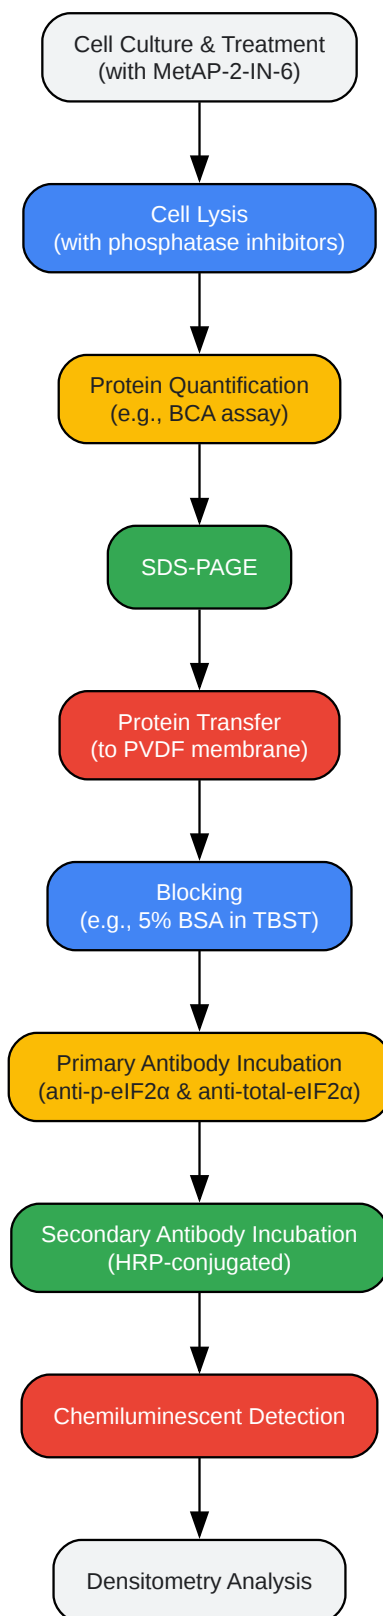 Cell Culture & Treatment
(with MetAP-2-IN-6)
Cell Lysis
(with phosphatase inhibitors)
Protein Quantification
(e.g., BCA assay)
SDS-PAGE
Protein Transfer
(to PVDF membrane)
Blocking
(e.g., 5% BSA in TBST)
Primary Antibody Incubation
(anti-p-eIF2α & anti-total-eIF2α)
Secondary Antibody Incubation
(HRP-conjugated)
Chemiluminescent Detection
Densitometry Analysis